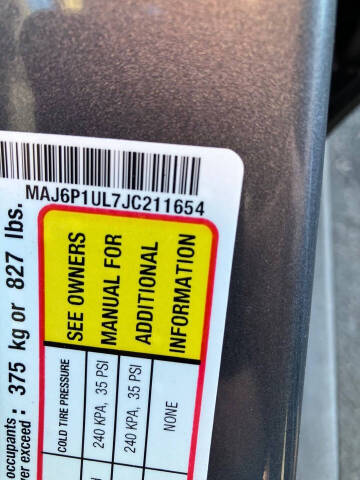 MAJ6P1UL7JC211654
occupants : 375 kg or 827 lbs.
er exceed :
SEE OWNERS
MANUAL FOR
ADDITIONAL
INFORMATION
COLD TIRE PRESSURE
240 KPA, 35 PSI
240 KPA, 35 PSI
NONE